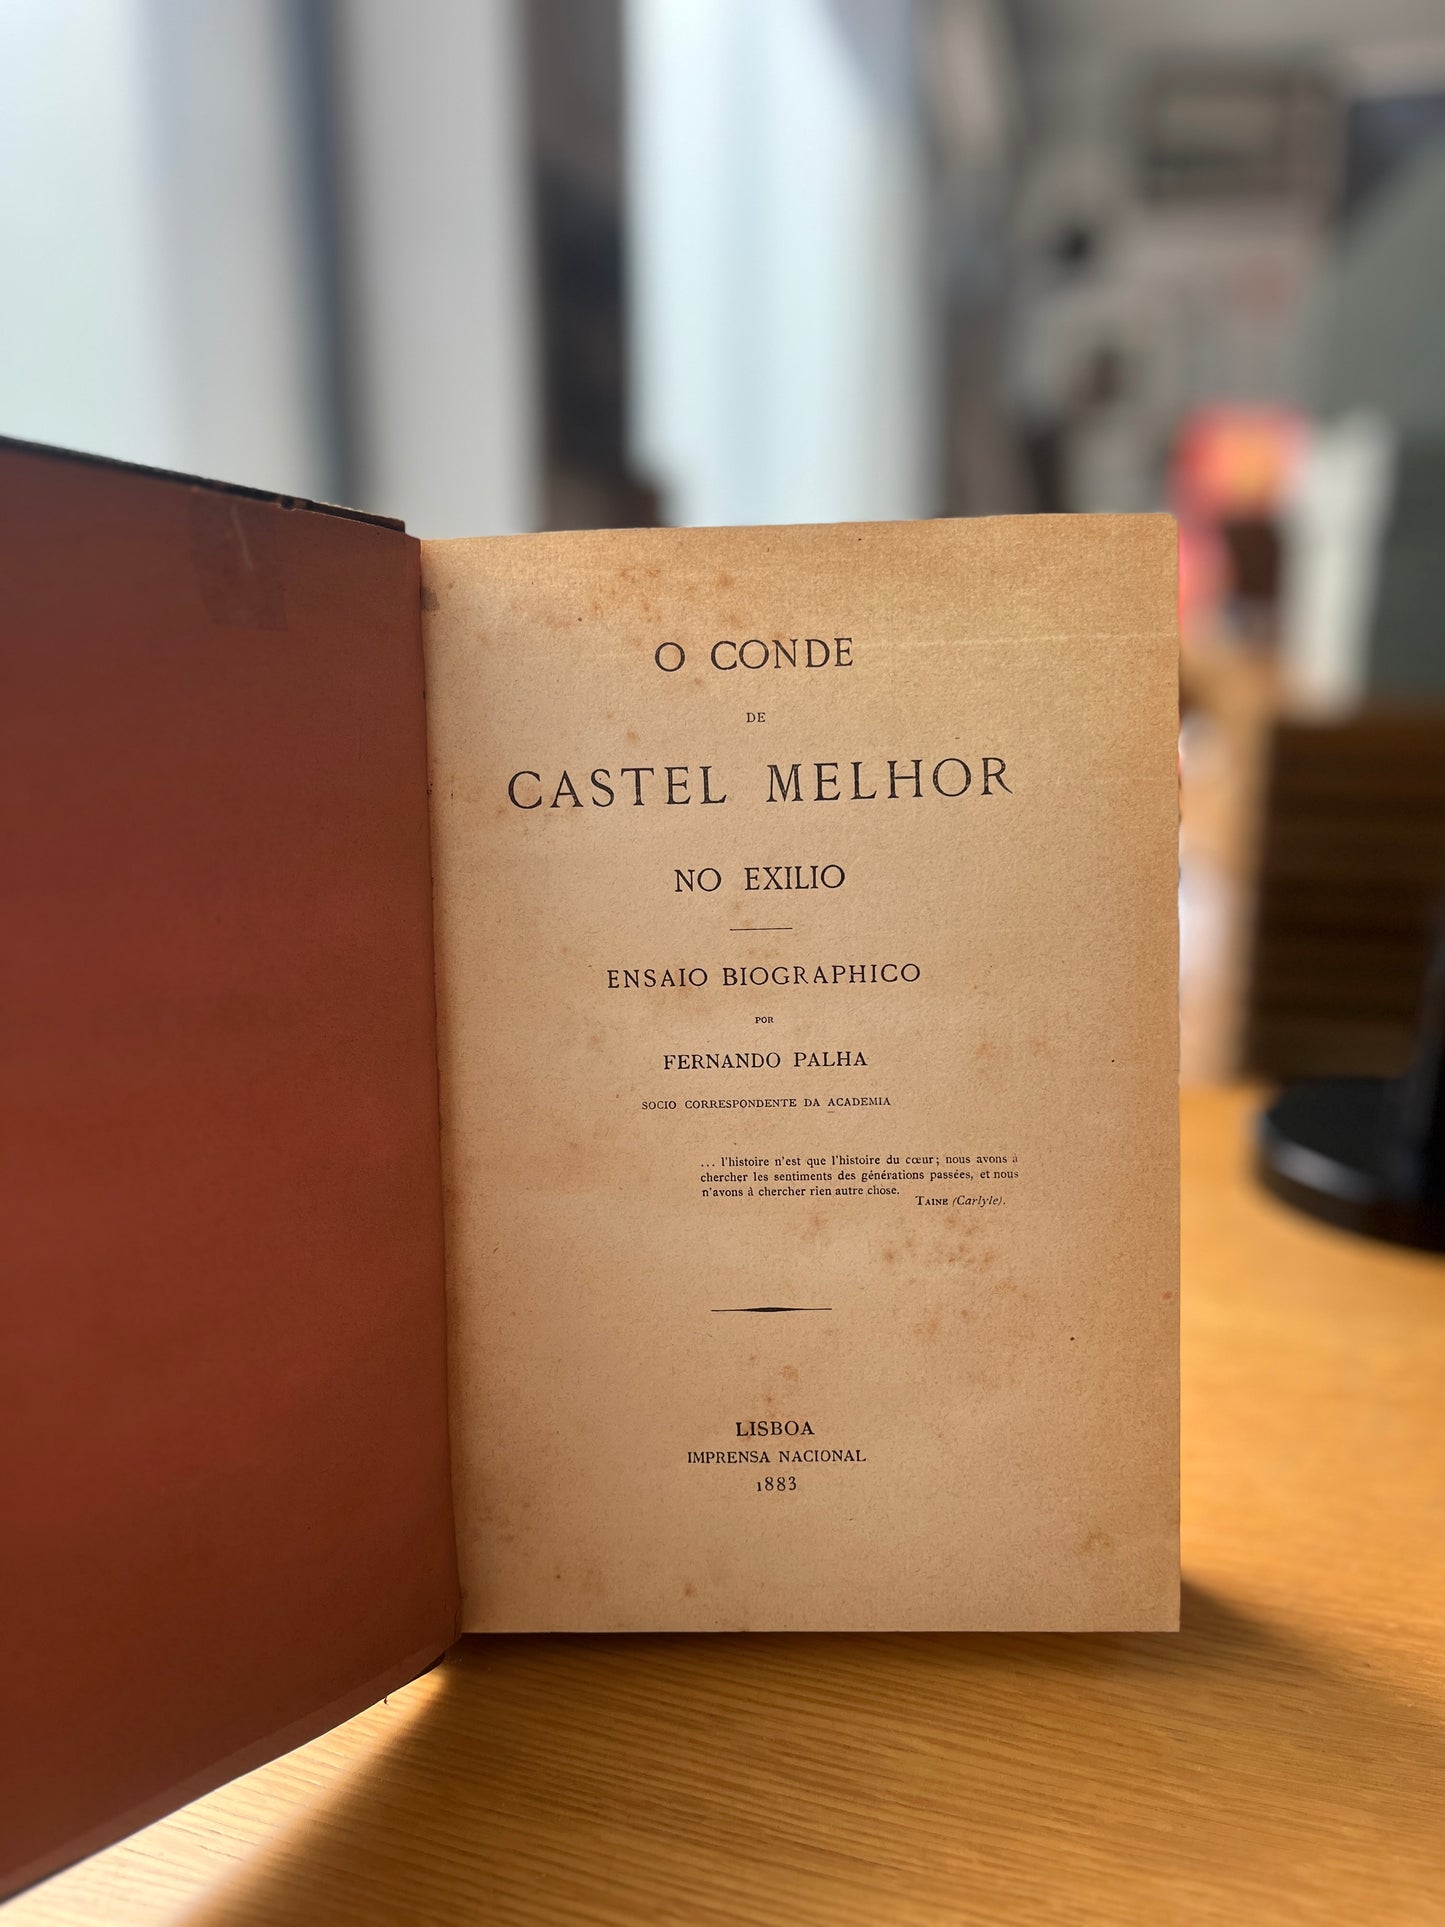 O CONDE
DE
CASTEL MELHOR
NO EXILIO
ENSAIO BIOGRAPHICO
POR
FERNANDO PALHA
SOCIO CORRESPONDENTE DA ACADEMIA
... l'histoire n'est que l'histoire du cœur; nous avons à
chercher les sentiments des générations passées, et nous
n'avons à chercher rien autre chose.
TAINE (Carlyle).
LISBOA
IMPRENSA NACIONAL
1883